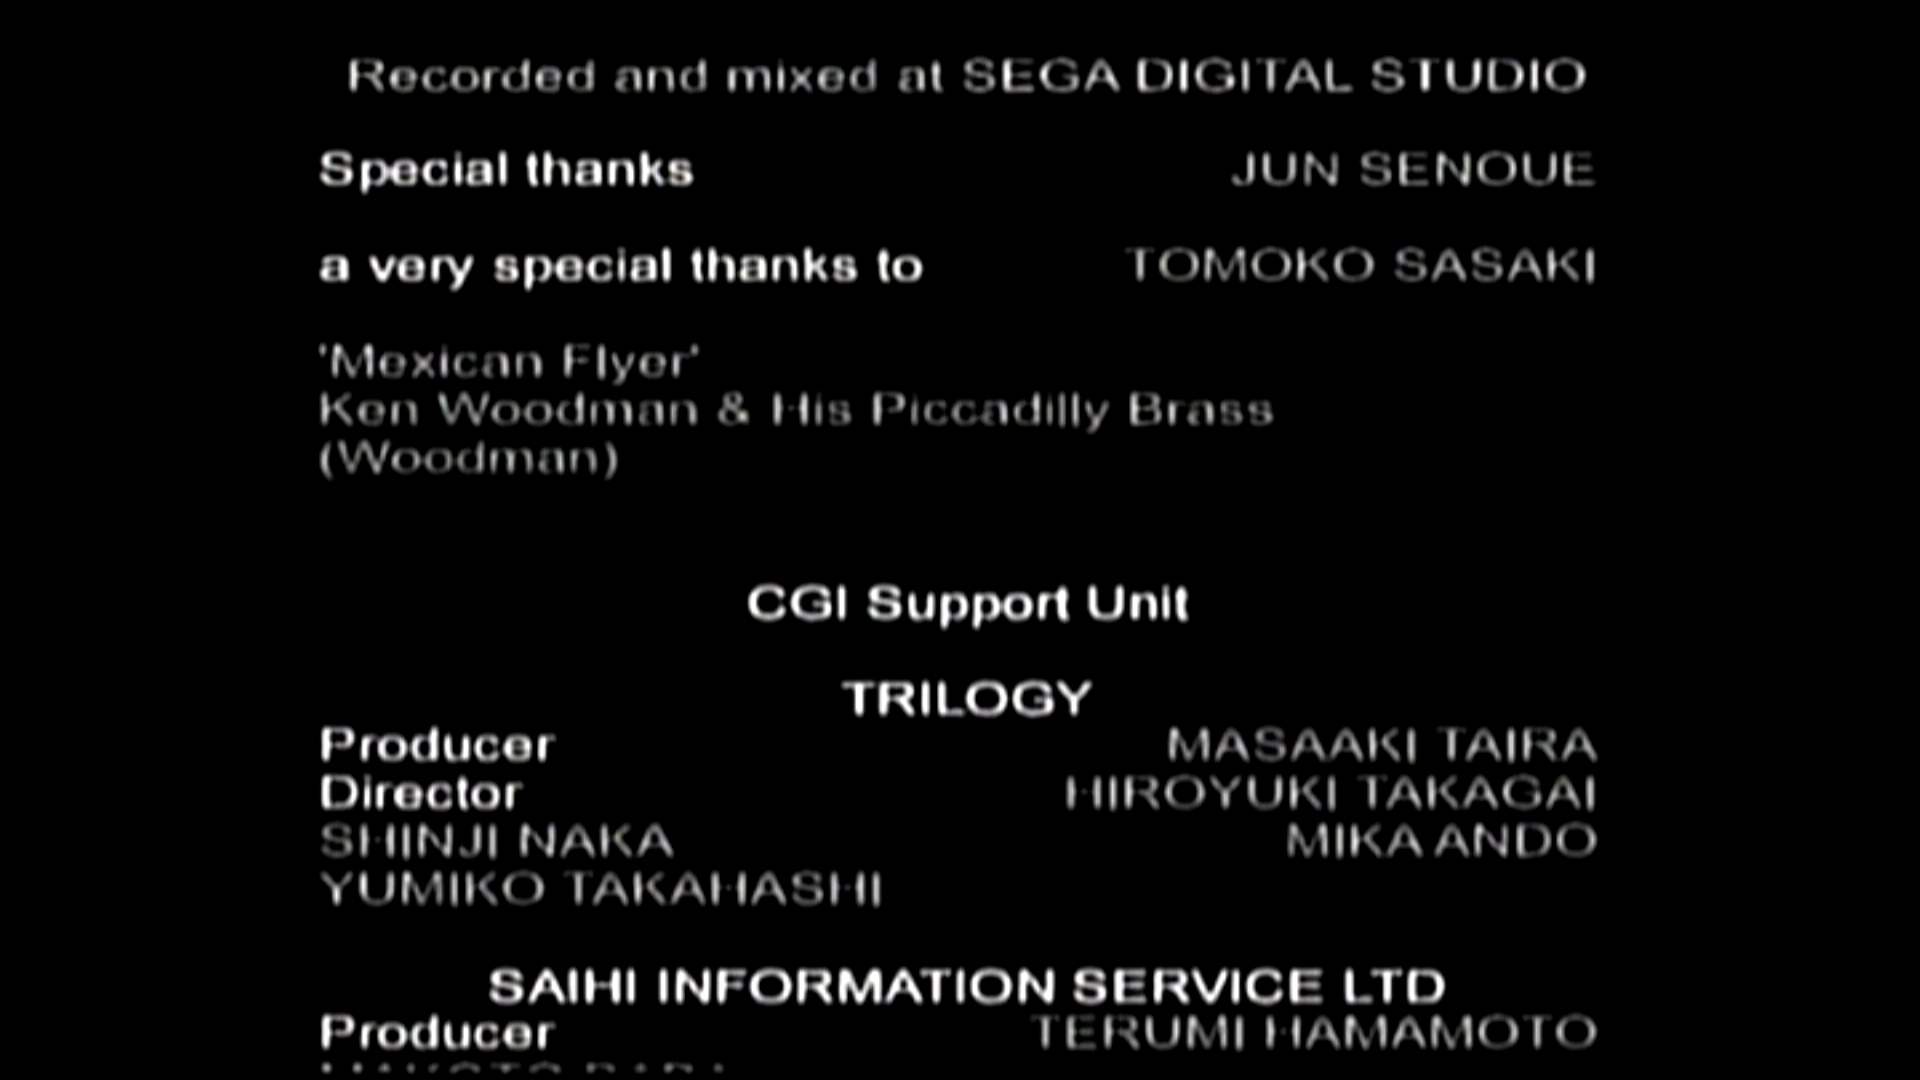 Recorded and mixed at SEGA DIGITAL STUDIO
Special thanks JUN SENOUE
a very special thanks to TOMOKO SASAKI
'Mexican Flyer'
Ken Woodman & His Piccadilly Brass
(Woodman)
CGI Support Unit
TRILOGY
Producer MASAAKI TAIRA
Director HIROYUKI TAKAGAI
SHINJI NAKA MIKA ANDO
YUMIKO TAKAHASHI
SAIHI INFORMATION SERVICE LTD
Producer TERUMI HAMAMOTO